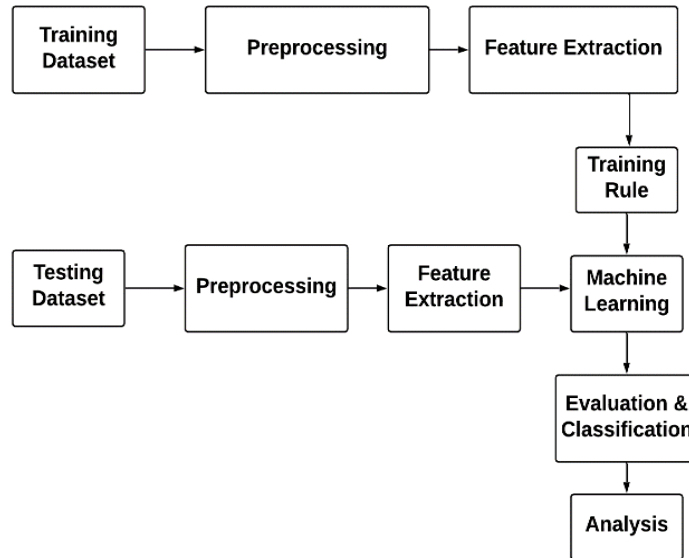 Training
Dataset
Preprocessing
Feature Extraction
Training
Rule
Testing
Dataset
Preprocessing
Feature
Extraction
Machine
Learning
Evaluation &
Classification
Analysis